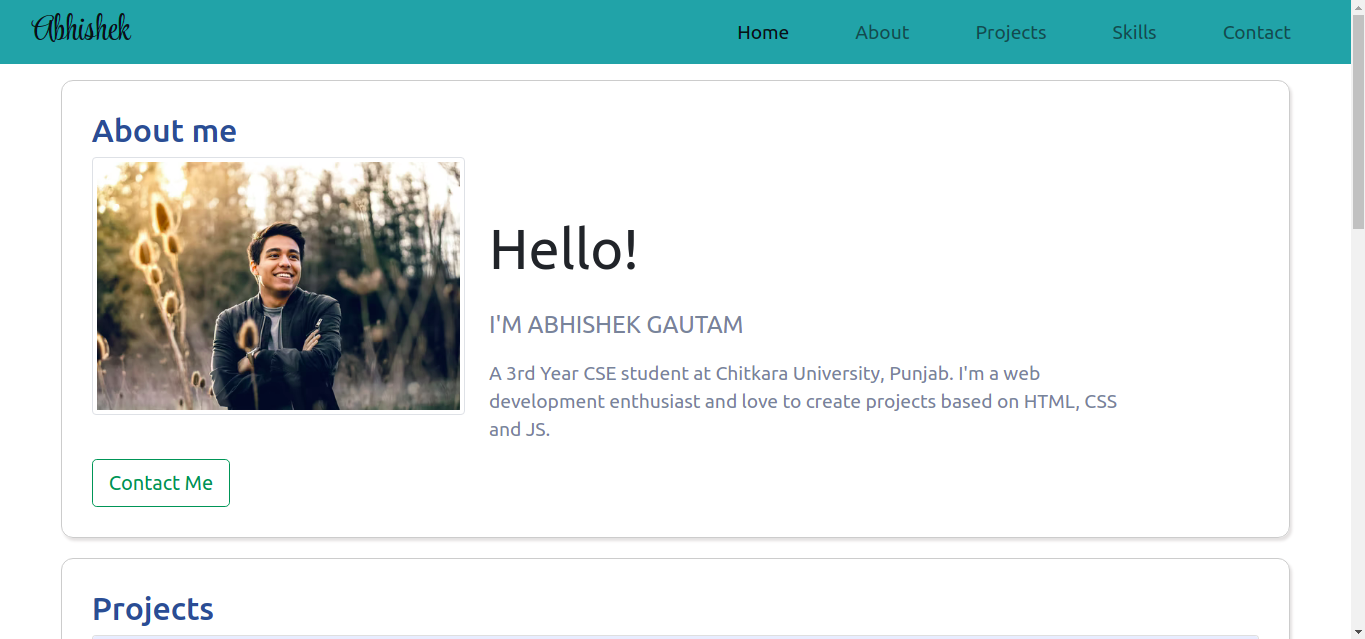 Abhishek
Home About Projects Skills Contact
About me
Hello!
I'M ABHISHEK GAUTAM
A 3rd Year CSE student at Chitkara University, Punjab. I'm a web
development enthusiast and love to create projects based on HTML, CSS
and JS.
Contact Me
Projects